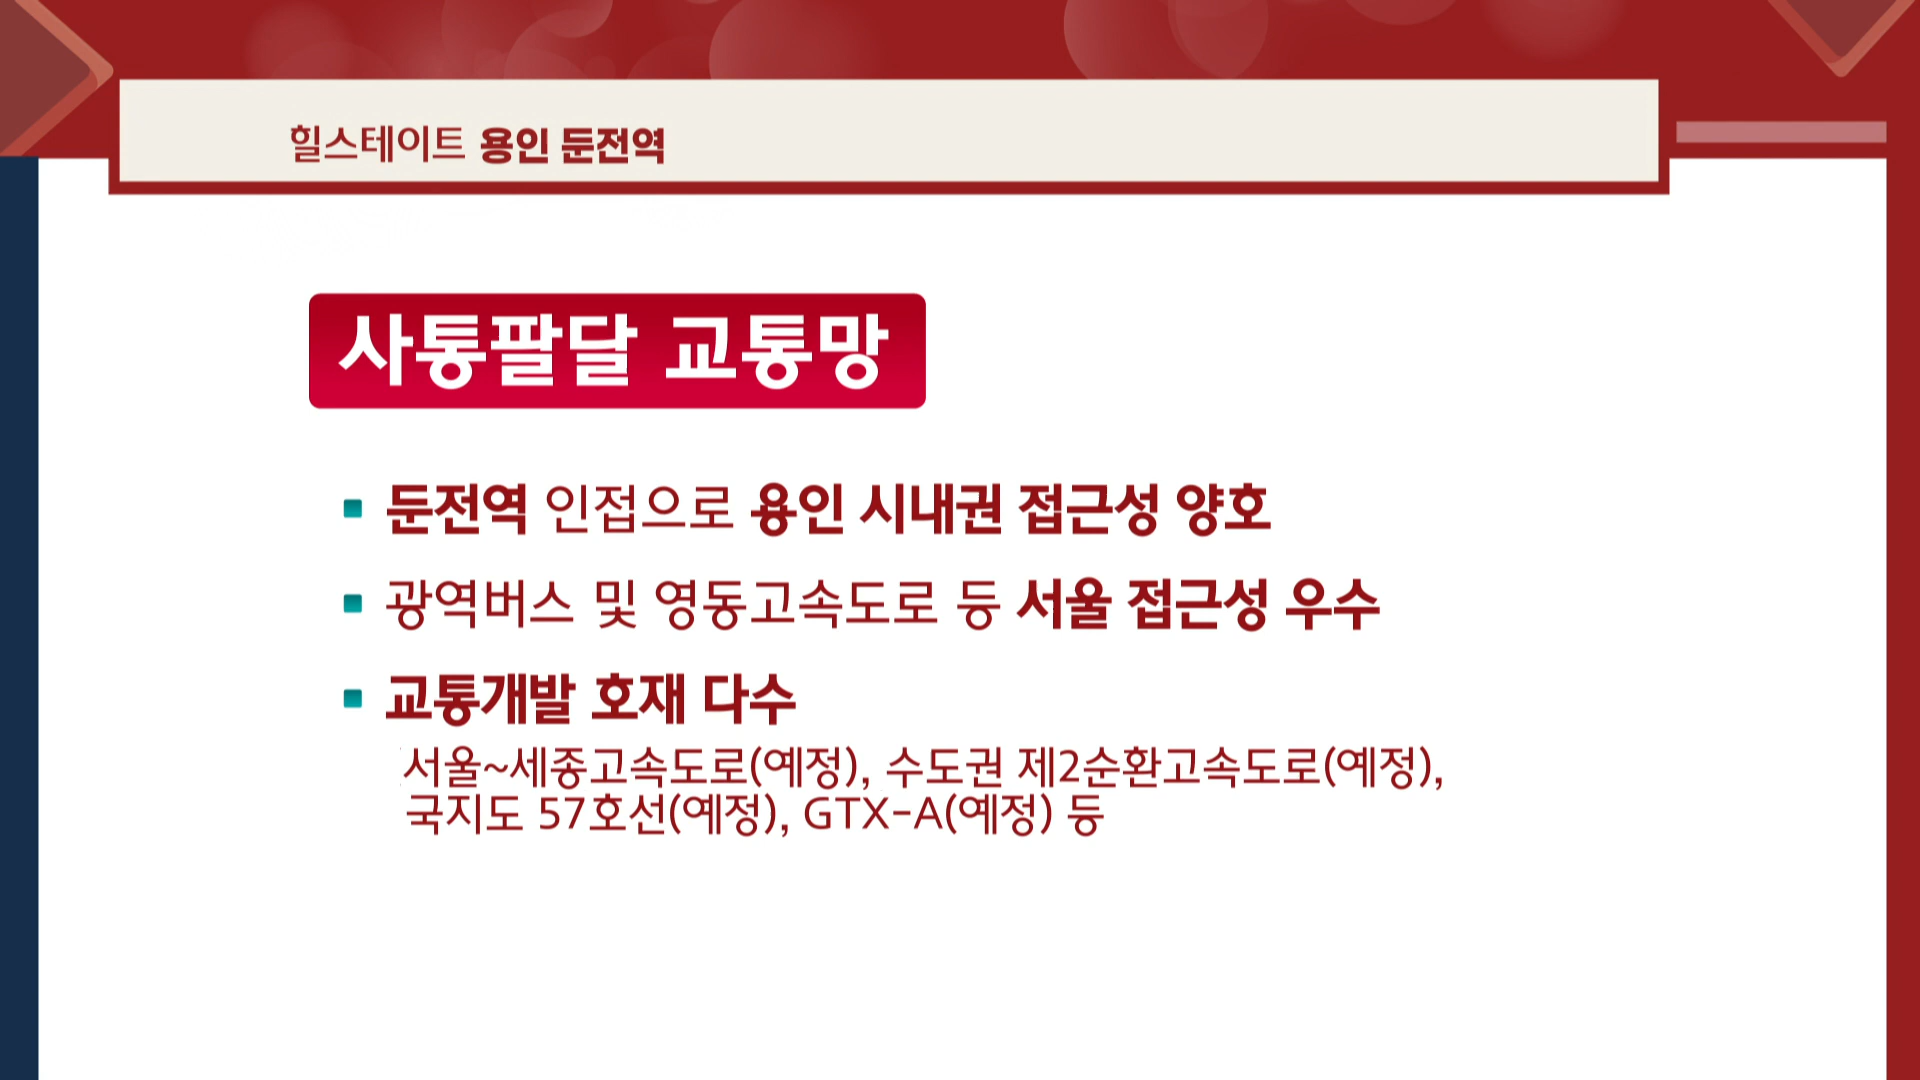 힐스테이트 용인 둔전역
사통팔달 교통망
둔전역 인접으로 용인 시내권 접근성 양호
광역버스 및 영동고속도로 등 서울 접근성 우수
교통개발 호재 다수
서울~세종고속도로(예정), 수도권 제2순환고속도로(예정),
국지도 57호선(예정), GTX-A(예정) 등